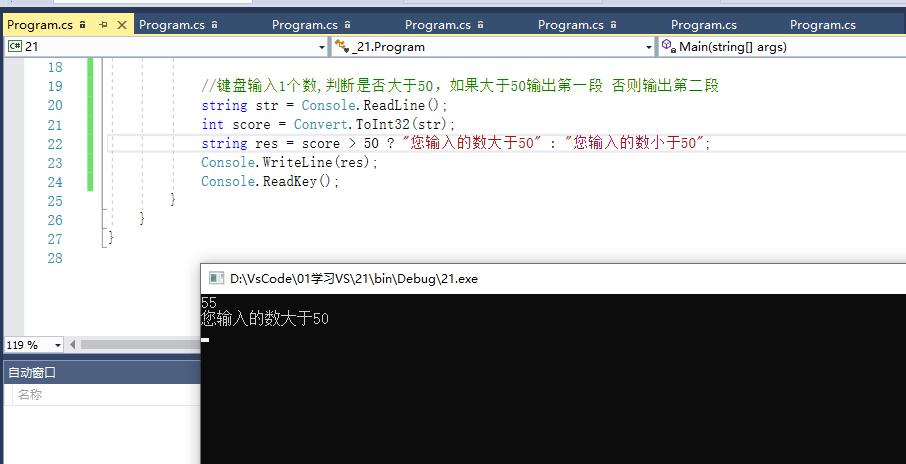 Program.cs Program.cs Program.cs Program.cs Program.cs Program.cs Program.cs
C# 21 _21.Program Main(string[] args)
18
19 //键盘输入1个数,判断是否大于50，如果大于50输出第一段 否则输出第二段
20 string str = Console.ReadLine();
21 int score = Convert.ToInt32(str);
22 string res = score > 50 ? "您输入的数大于50" : "您输入的数小于50";
23 Console.WriteLine(res);
24 Console.ReadKey();
25 }
26 }
27 }
28
D:\VsCode\01学习VS\21\bin\Debug\21.exe
55
您输入的数大于50
119 %
自动窗口
名称